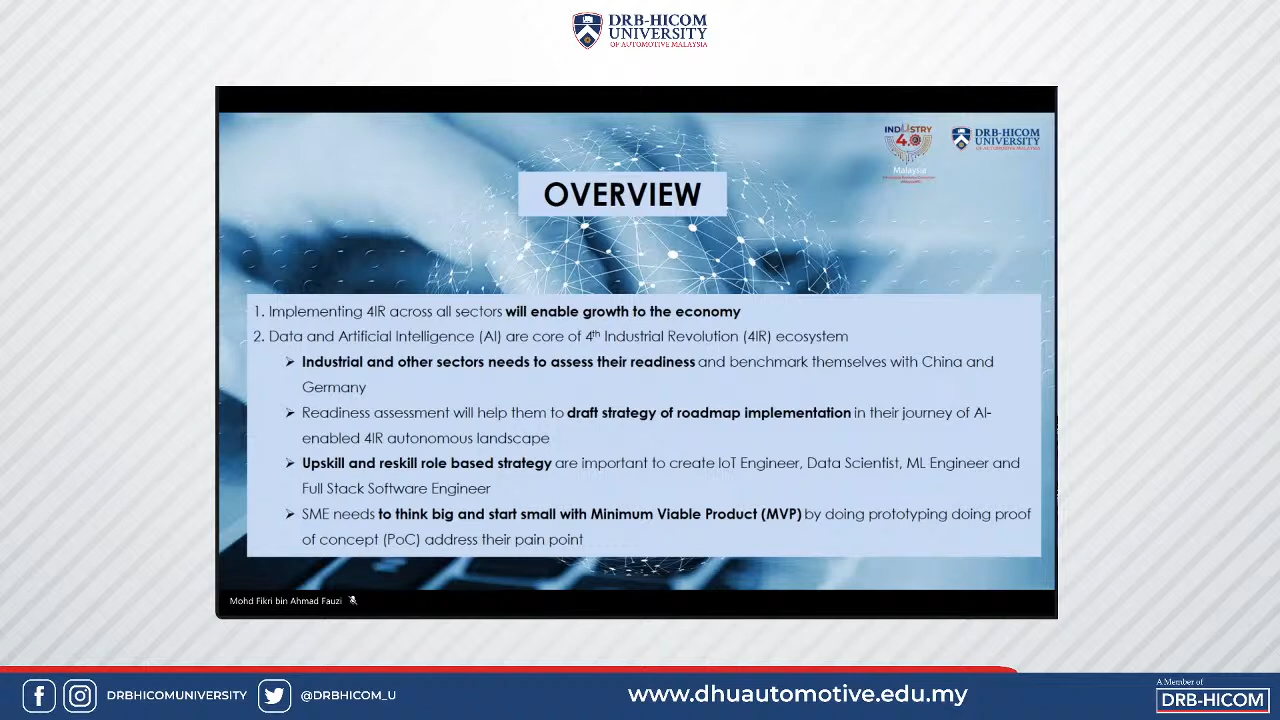 DRB-HICOM
UNIVERSITY
OF AUTOMOTIVE MALAYSIA
INDUSTRY
4.0
Malaysia
DRB-HICOM
UNIVERSITY
OF AUTOMOTIVE MALAYSIA
OVERVIEW
1. Implementing 4IR across all sectors will enable growth to the economy
2. Data and Artificial Intelligence (AI) are core of 4th Industrial Revolution (4IR) ecosystem
➢ Industrial and other sectors needs to assess their readiness and benchmark themselves with China and
Germany
➢ Readiness assessment will help them to draft strategy of roadmap implementation in their journey of AI-
enabled 4IR autonomous landscape
➢ Upskill and reskill role based strategy are important to create IoT Engineer, Data Scientist, ML Engineer and
Full Stack Software Engineer
➢ SME needs to think big and start small with Minimum Viable Product (MVP) by doing prototyping doing proof
of concept (PoC) address their pain point
Mohd Fikri bin Ahmad Fauzi
DRBHICOMUNIVERSITY
@DRBHICOM_U
www.dhuautomotive.edu.my
A Member of
DRB-HICOM